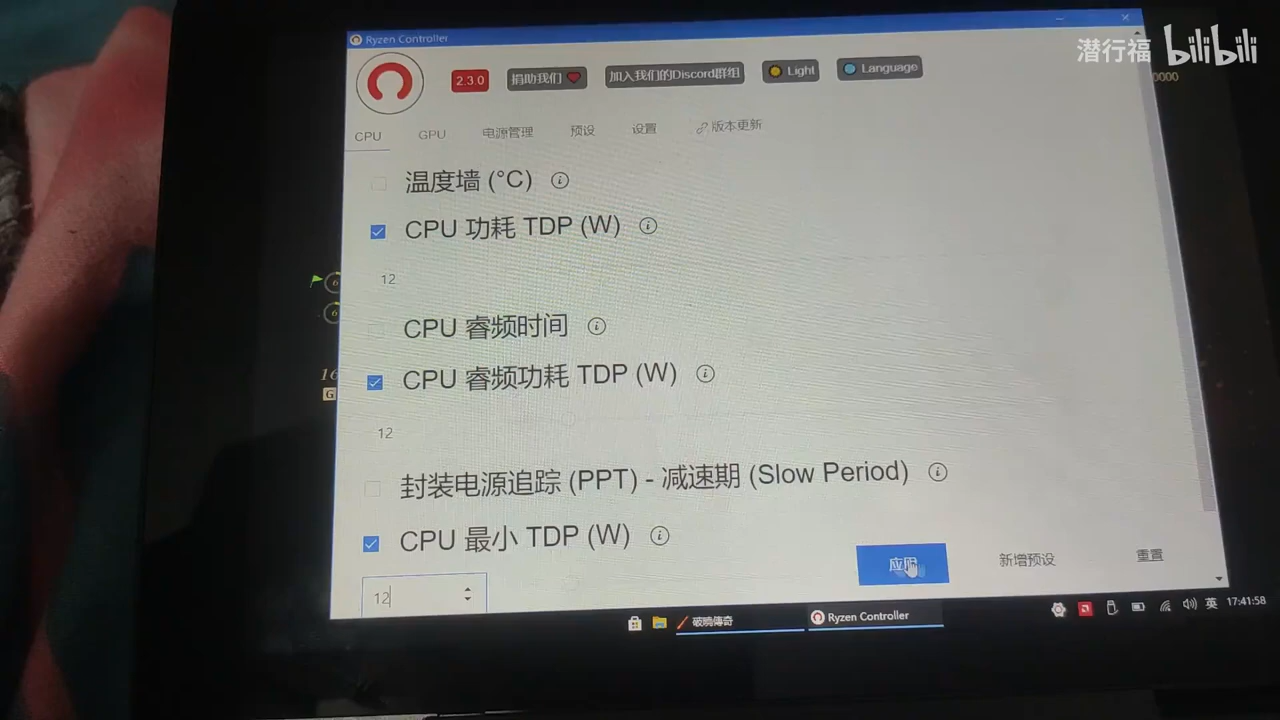 Ryzen Controller
潜行福 bilibili
2.3.0 捐助我们 加入我们的Discord群组 Light Language
0000
CPU GPU 电源管理 预设 设置 版本更新
温度墙 (°C)
CPU 功耗 TDP (W)
12
CPU 睿频时间
CPU 睿频功耗 TDP (W)
12
封装电源追踪 (PPT) - 减速期 (Slow Period)
CPU 最小 TDP (W)
12
应用 新增预设 重置
破曉傳奇 Ryzen Controller 英 17:41:58